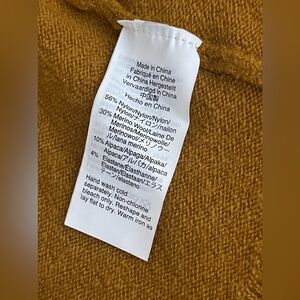 Made in China
Fabriqué en Chine
In China Hergestellt
Vervaardigd in China
中国製
Hecho en China
56% Nylon/Nylon/Nylon/
Nylon/ナイロン/nailon
30% Merino Wool/Laine De
Merinos/Merinowolle/
Merinowol/メリノウー
ル/lana merino
10% Alpaca/Alpaga/Alpaka/
Alpaca/アルパカ/alpaca
4% Elastane/Elasthanne/
Elastan/Elastaan/エラス
テーン/elastano
Hand wash cold
separately. Non-chlorine
bleach only. Reshape and
lay flat to dry. Warm iron as